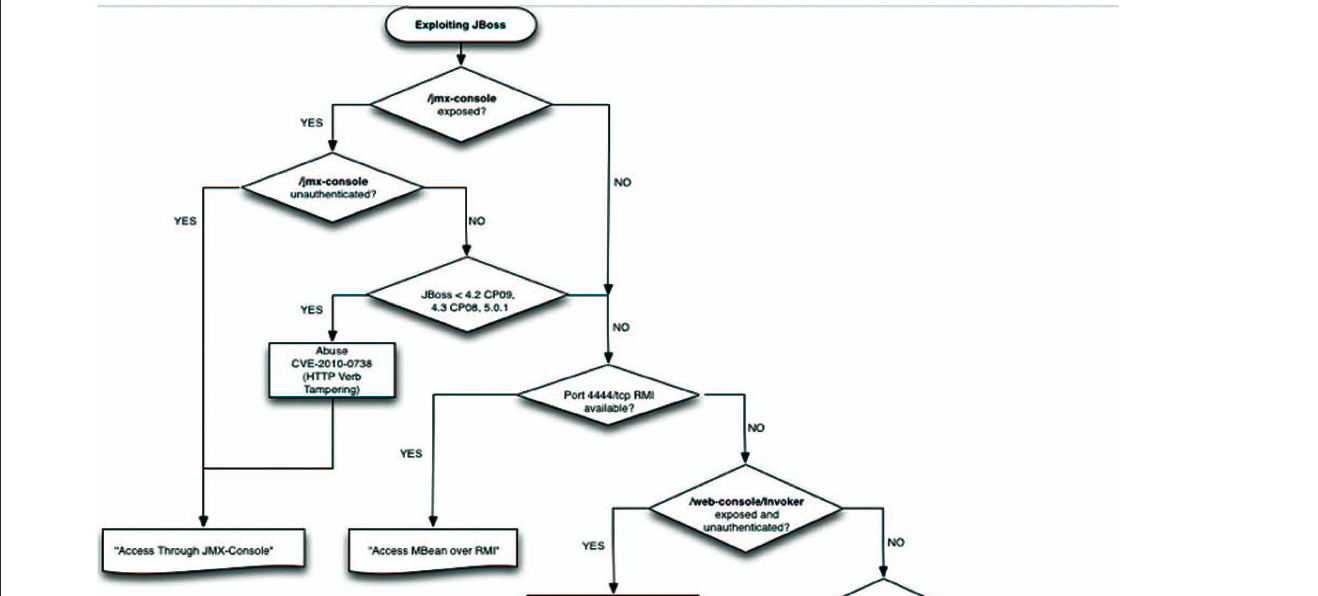 Exploiting JBoss
/jmx-console
exposed?
YES
NO
/jmx-console
unauthenticated?
YES
NO
JBoss < 4.2 CP09,
4.3 CP08, 5.0.1
YES
NO
Abuse
CVE-2010-0738
(HTTP Verb
Tampering)
Port 4444/tcp RMI
available?
YES
NO
/web-console/Invoker
exposed and
unauthenticated?
YES
NO
"Access Through JMX-Console"
"Access MBean over RMI"